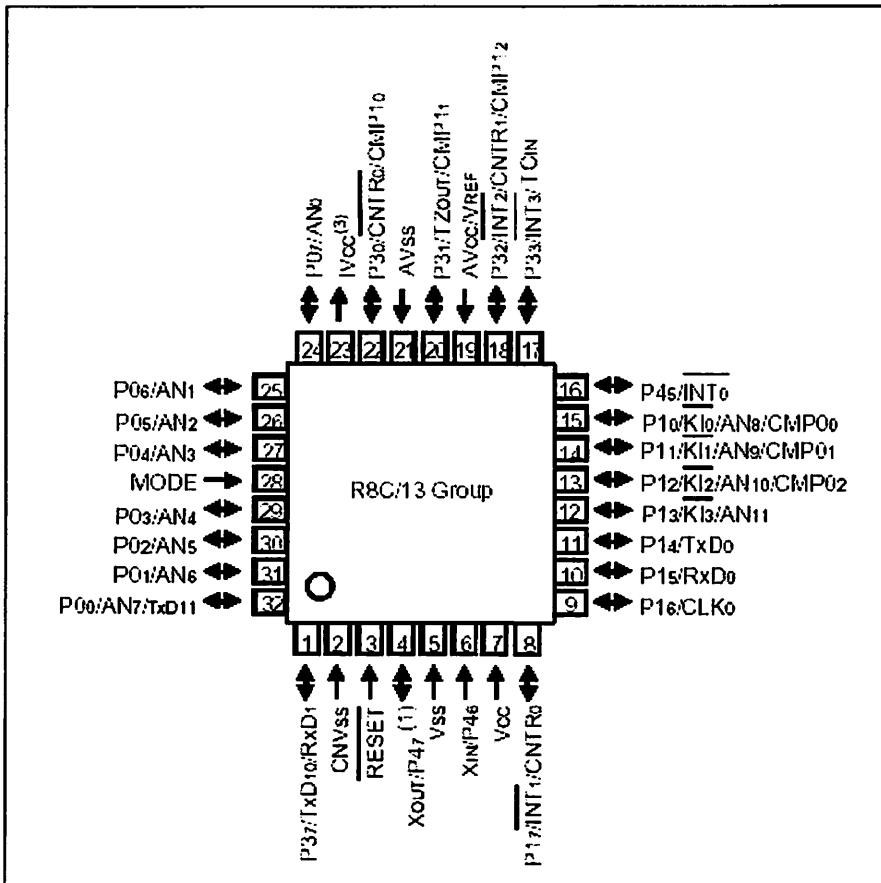 P07/AN0
IVCC(3)
P30/CNTR0/CMP10
AVSS
P31/TZOUT/CMP11
AVCC/VREF
P32/INT2/CNTR1/CMP12
P33/INT3/TCIN
24 23 22 21 20 19 18 17
P06/AN1 25
P05/AN2 26
P04/AN3 27
MODE 28
P03/AN4 29
P02/AN5 30
P01/AN6 31
P00/AN7/TxD11 32
R8C/13 Group
16 P45/INT0
15 P10/KI0/AN8/CMP00
14 P11/KI1/AN9/CMP01
13 P12/KI2/AN10/CMP02
12 P13/KI3/AN11
11 P14/TxD0
10 P15/RxD0
9 P16/CLK0
1 2 3 4 5 6 7 8
P37/TxD10/RxD1
CNVSS
RESET
XOUT/P47 (1)
VSS
XIN/P46
VCC
P17/INT1/CNTR0